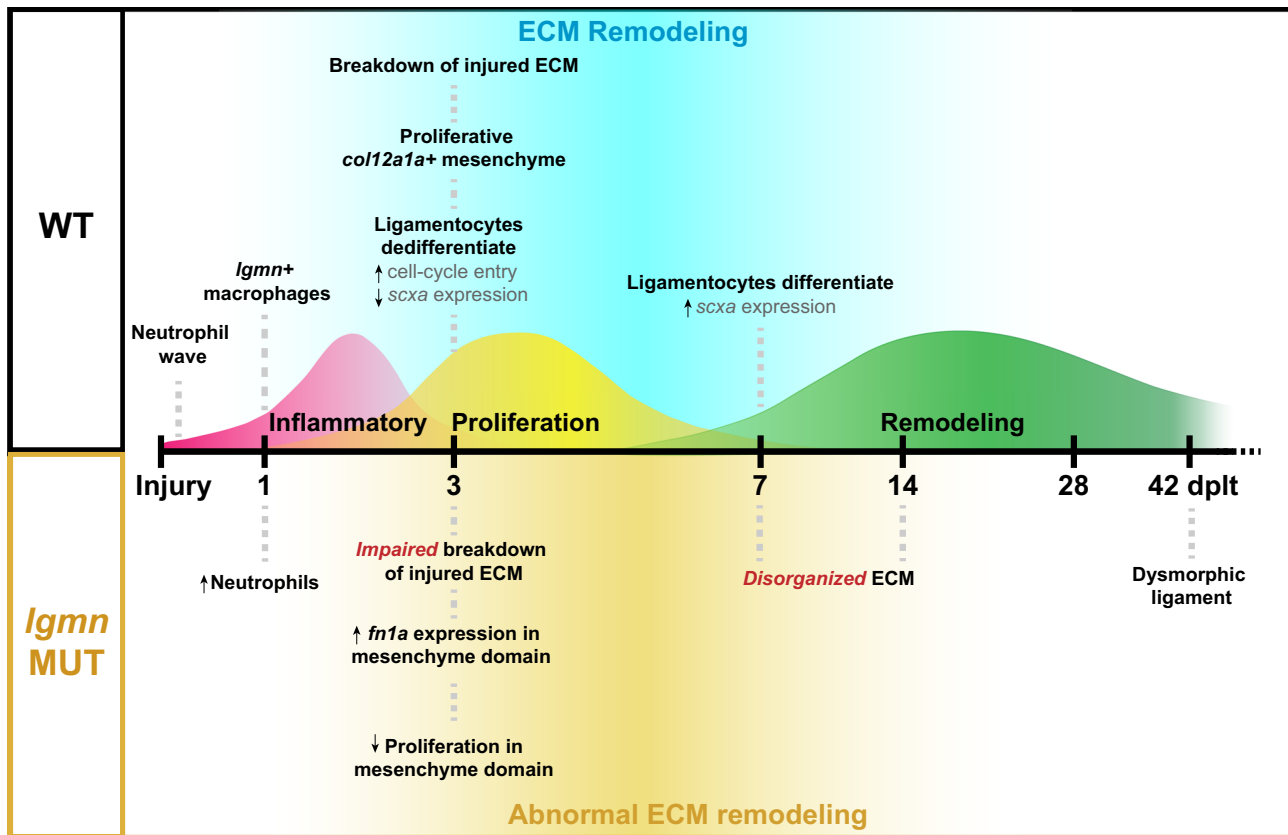 ECM Remodeling
Breakdown of injured ECM
Proliferative
col12a1a+ mesenchyme
WT
Ligamentocytes
dedifferentiate
↑ cell-cycle entry
↓ scxa expression
lgmn+
macrophages
Neutrophil
wave
Ligamentocytes differentiate
↑ scxa expression
Inflammatory
Proliferation
Remodeling
Injury
1
3
7
14
28
42 dplt
lgmn
MUT
↑Neutrophils
Impaired breakdown
of injured ECM
↑ fn1a expression in
mesenchyme domain
↓ Proliferation in
mesenchyme domain
Disorganized ECM
Dysmorphic
ligament
Abnormal ECM remodeling